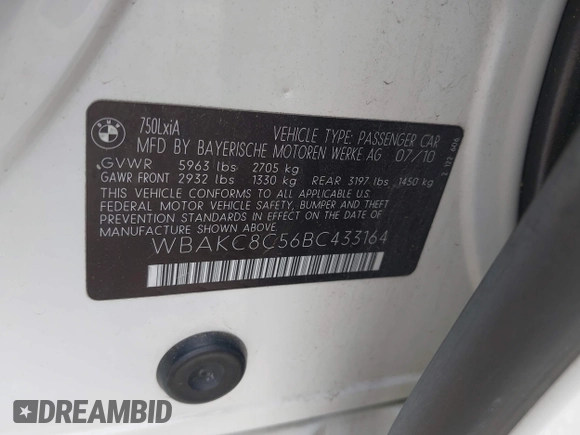 BMW
750LxiA
VEHICLE TYPE: PASSENGER CAR
MFD BY BAYERISCHE MOTOREN WERKE AG 07/10
GVWR 5963 lbs 2705 kg
GAWR FRONT 2932 lbs 1330 kg REAR 3197 lbs 1450 kg
THIS VEHICLE CONFORMS TO ALL APPLICABLE U.S.
FEDERAL MOTOR VEHICLE SAFETY, BUMPER AND THEFT
PREVENTION STANDARDS IN EFFECT ON THE DATE OF
MANUFACTURE SHOWN ABOVE
WBAKC8C56BC433164
DREAMBID